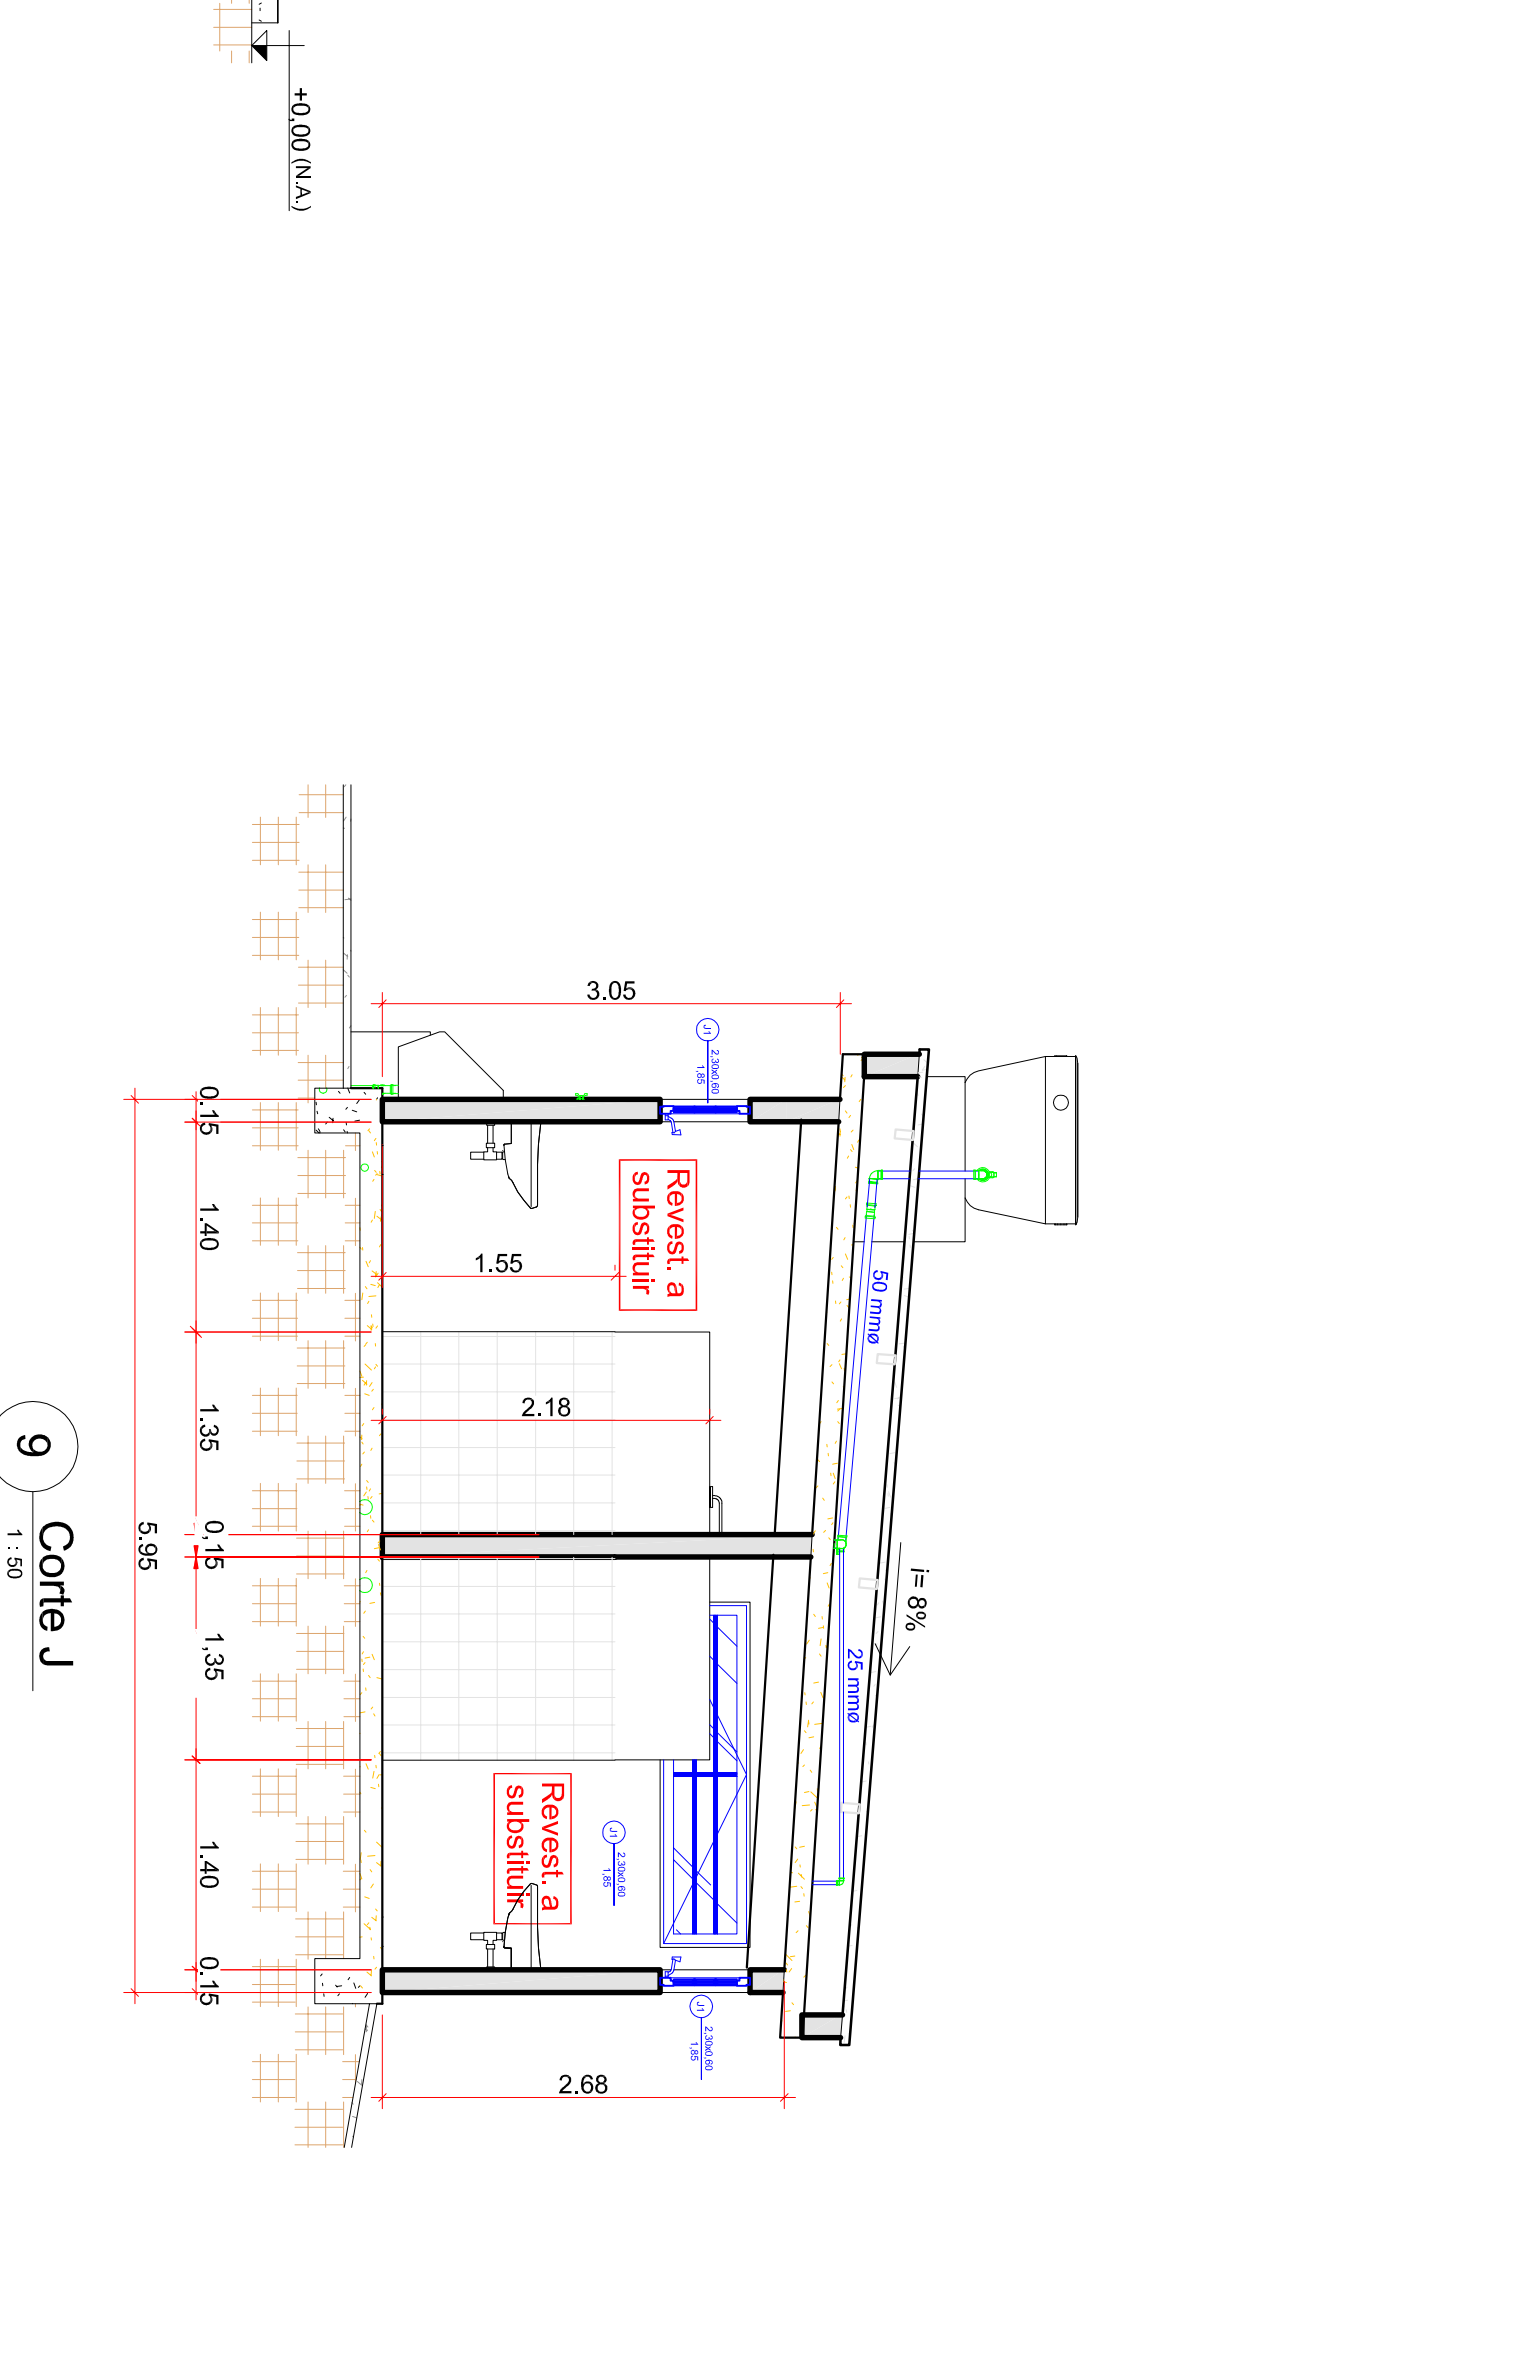 +0,00 (N.A.)
3.05
J1
2,30x0,60
1,85
Revest. a
substituir
50 mmø
1.55
2.18
i= 8%
25 mmø
Revest. a
substituir
J1
2,30x0,60
1,85
J1
2,30x0,60
1,85
2.68
0.15
1.40
1.35
0,15
1,35
1.40
0.15
5.95
9
Corte J
1 : 50